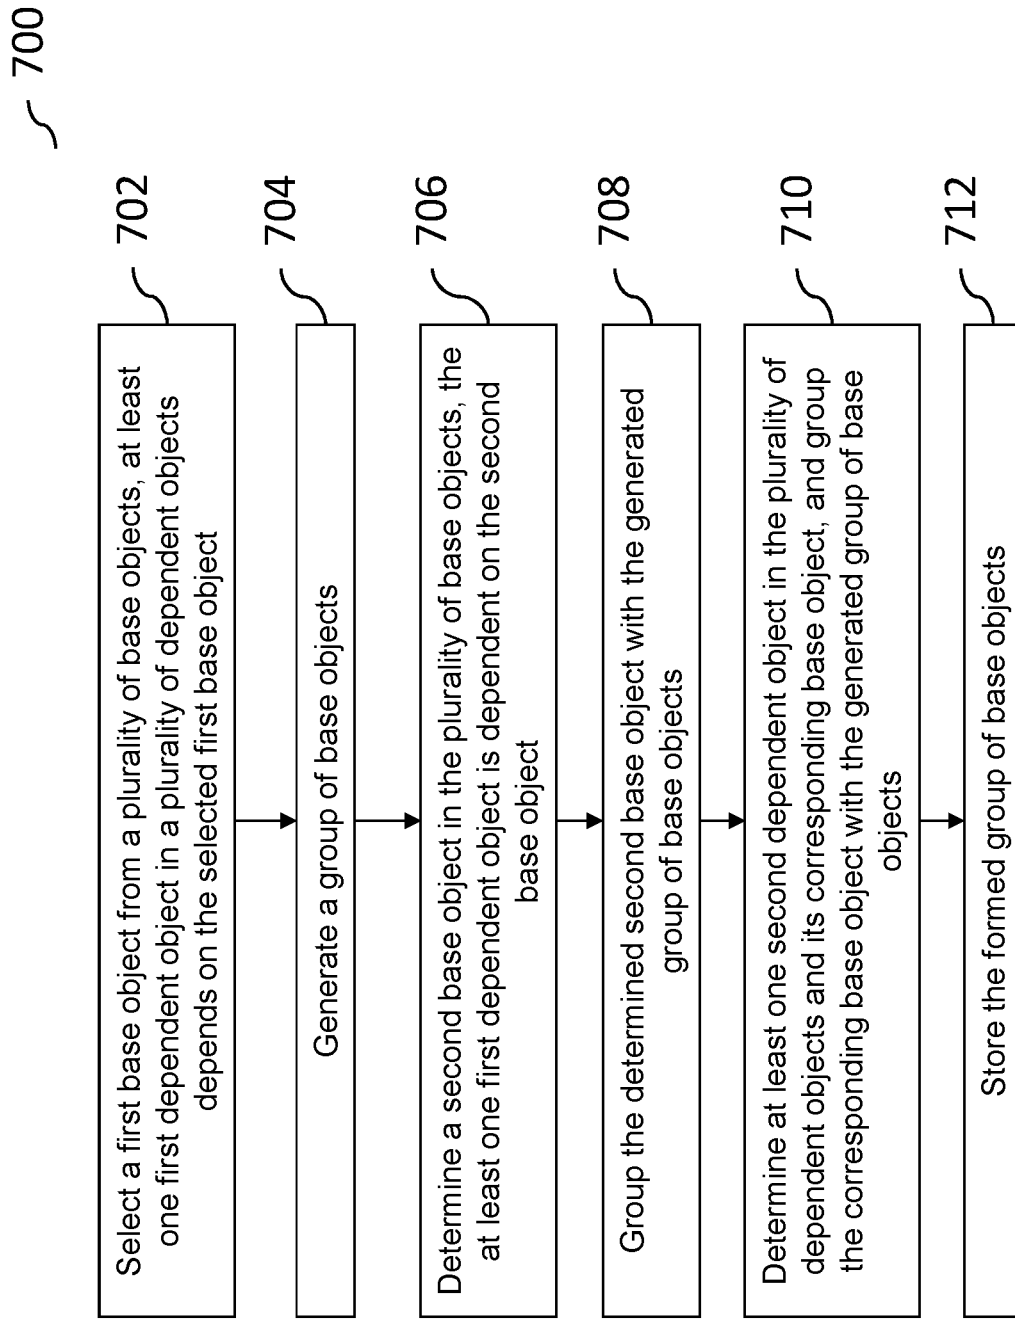 700
702
Select a first base object from a plurality of base objects, at least
one first dependent object in a plurality of dependent objects
depends on the selected first base object
704
Generate a group of base objects
706
Determine a second base object in the plurality of base objects, the
at least one first dependent object is dependent on the second
base object
708
Group the determined second base object with the generated
group of base objects
710
Determine at least one second dependent object in the plurality of
dependent objects and its corresponding base object, and group
the corresponding base object with the generated group of base
objects
712
Store the formed group of base objects